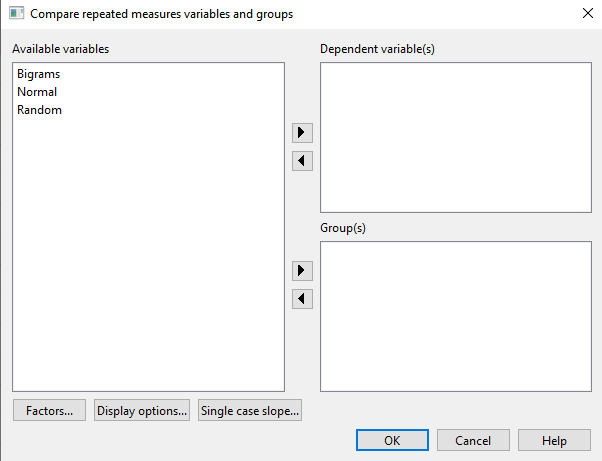 Compare repeated measures variables and groups
Available variables
Bigrams
Normal
Random
Dependent variable(s)
Group(s)
Factors...
Display options...
Single case slope...
OK
Cancel
Help